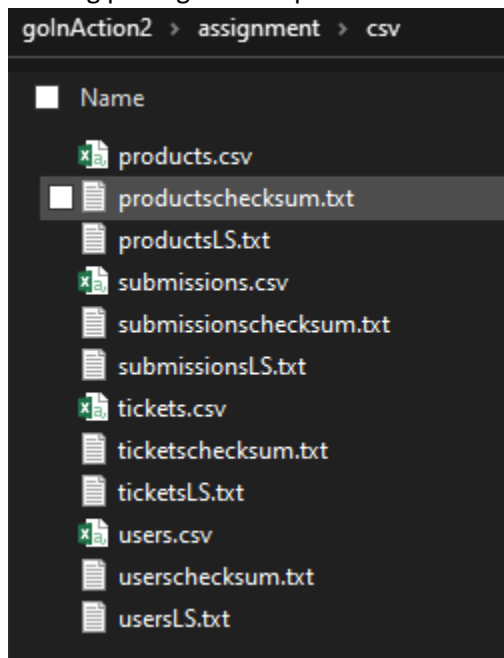 goInAction2 > assignment > csv
Name
products.csv
productschecksum.txt
productsLS.txt
submissions.csv
submissionschecksum.txt
submissionsLS.txt
tickets.csv
ticketschecksum.txt
ticketsLS.txt
users.csv
userschecksum.txt
usersLS.txt